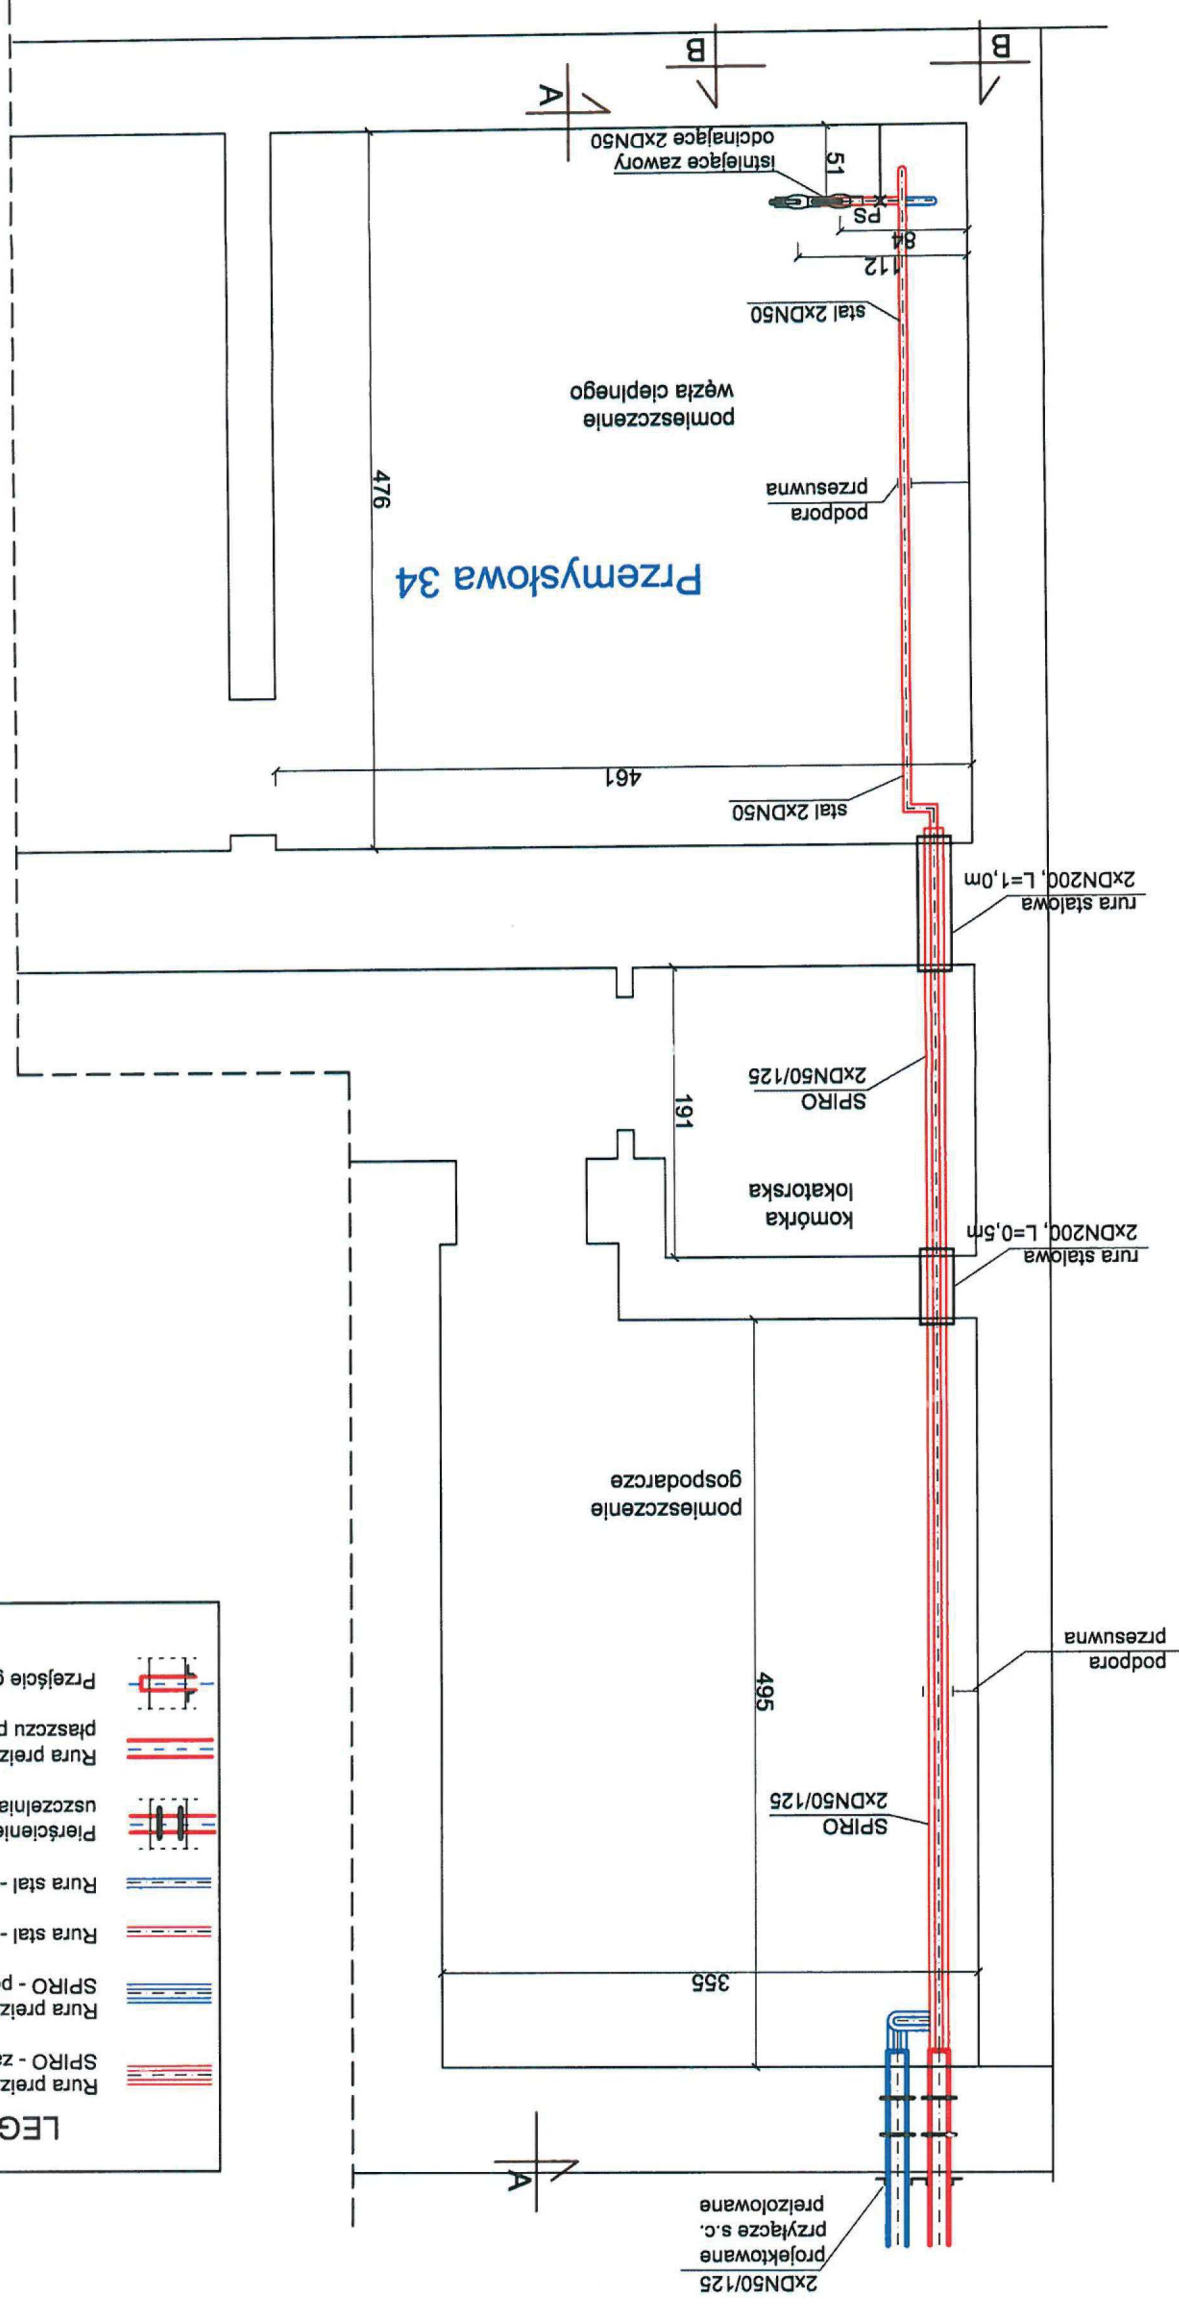 2xDN50/125
projektowane
przyłącze s.c.
preizolowane
A
LEG
Rura preiz
SPIRO - za
Rura preiz
SPIRO - po
Rura stal -
Rura stal -
Pierścienie
uszczelnia
Rura preiz
płaszczu p
Przejście g
355
SPIRO
2xDN50/125
495
podpora
przesuwna
pomieszczenie
gospodarcze
rura stalowa
2xDN200, L=0,5m
komórka
lokatorska
191
SPIRO
2xDN50/125
rura stalowa
2xDN200, L=1,0m
stal 2xDN50
461
Przemysłowa 34
podpora
przesuwna
476
pomieszczenie
węzła cieplnego
stal 2xDN50
112
84
PS
51
istniejące zawory
odcinające 2xDN50
A
B
B